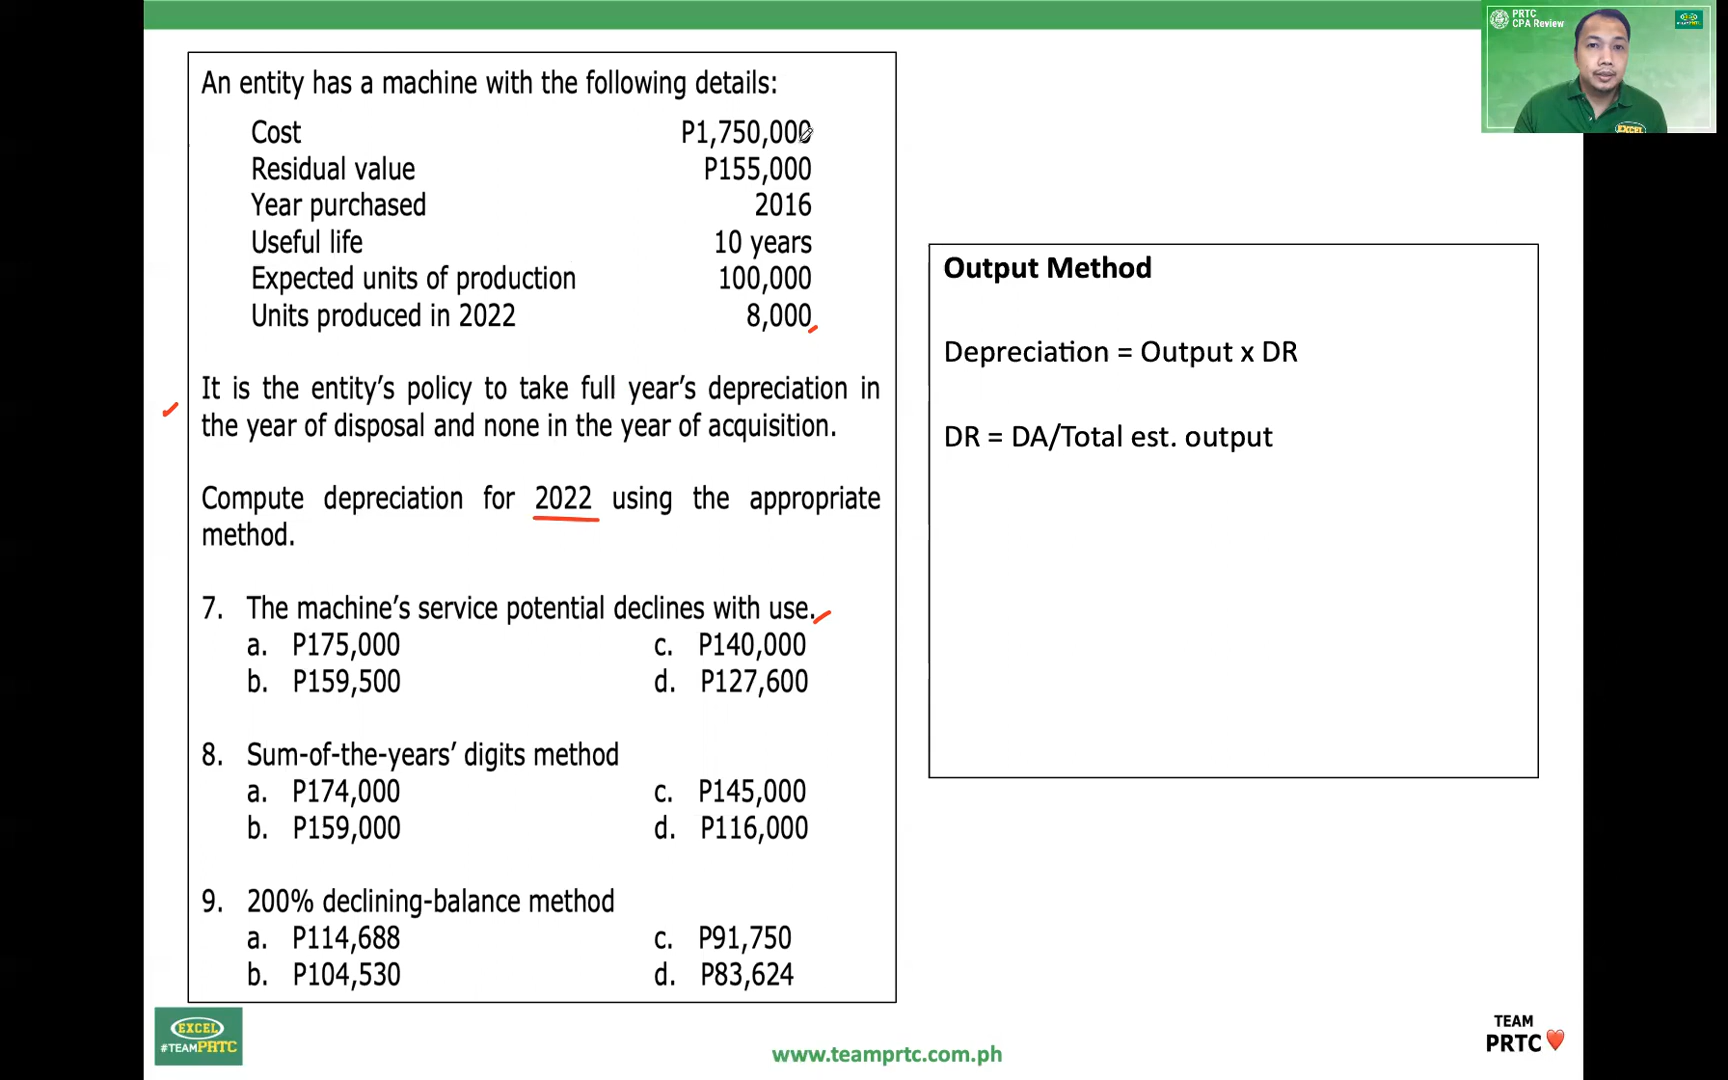 PRTC
CPA Review
An entity has a machine with the following details:
Cost P1,750,000
Residual value P155,000
Year purchased 2016
Useful life 10 years
Expected units of production 100,000
Units produced in 2022 8,000
It is the entity's policy to take full year's depreciation in
the year of disposal and none in the year of acquisition.
Compute depreciation for 2022 using the appropriate
method.
7. The machine's service potential declines with use.
a. P175,000 c. P140,000
b. P159,500 d. P127,600
8. Sum-of-the-years' digits method
a. P174,000 c. P145,000
b. P159,000 d. P116,000
9. 200% declining-balance method
a. P114,688 c. P91,750
b. P104,530 d. P83,624
Output Method
Depreciation = Output x DR
DR = DA/Total est. output
EXCEL
#TEAMPRTC
www.teamprtc.com.ph
TEAM
PRTC
EXCEL